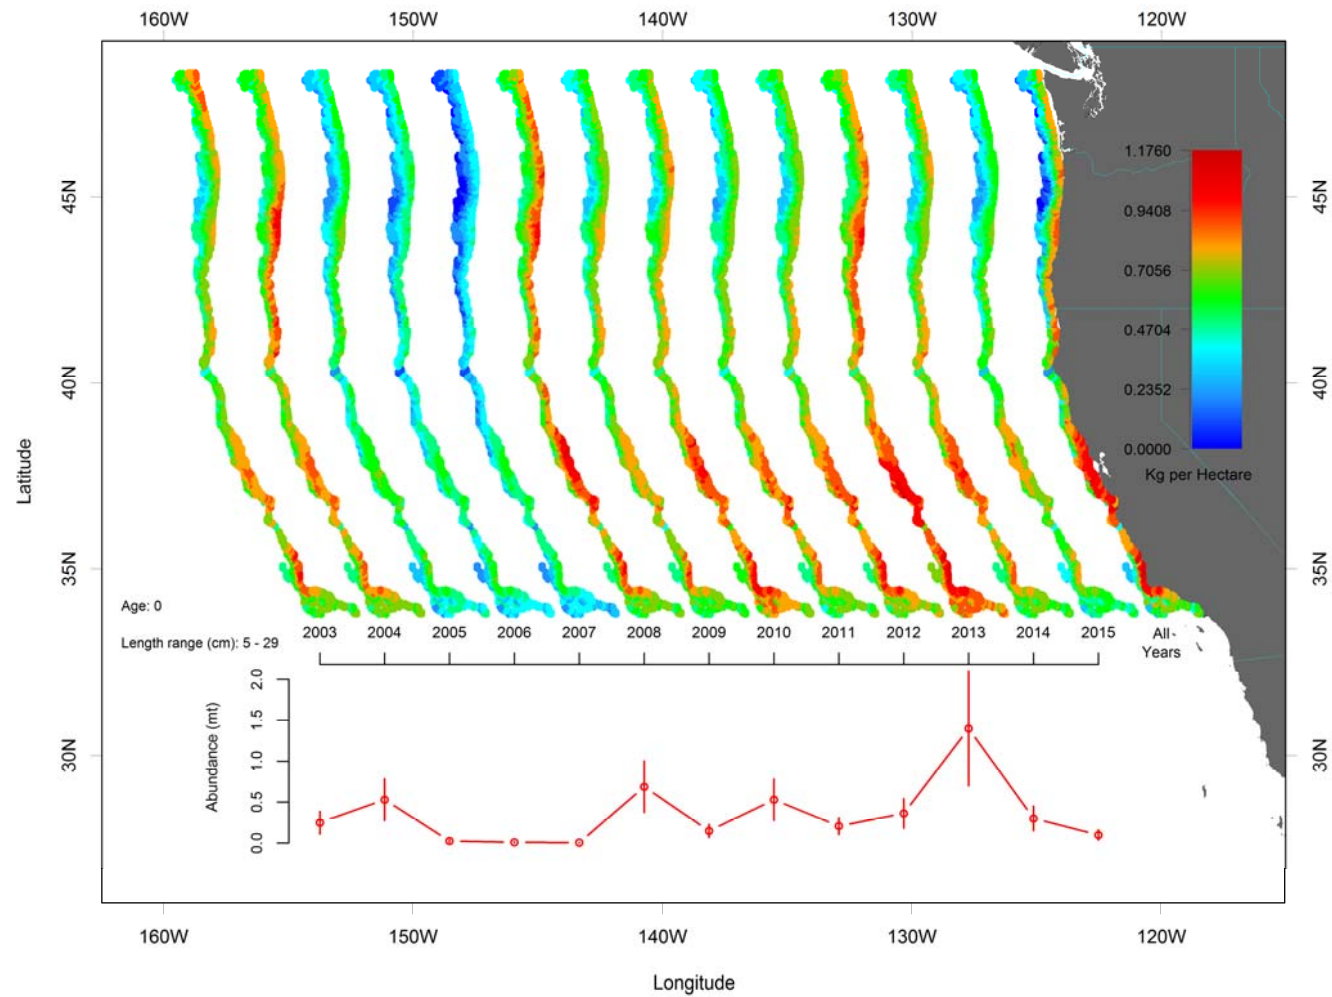 160W 150W 140W 130W 120W
45N 45N
40N 40N
35N 35N
30N 30N
Latitude
1.1760
0.9408
0.7056
0.4704
0.2352
0.0000
Kg per Hectare
Age: 0
Length range (cm): 5 - 29
2003 2004 2005 2006 2007 2008 2009 2010 2011 2012 2013 2014 2015 All
Years
Abundance (mt)
2.0
1.5
1.0
0.5
0.0
160W 150W 140W 130W 120W
Longitude